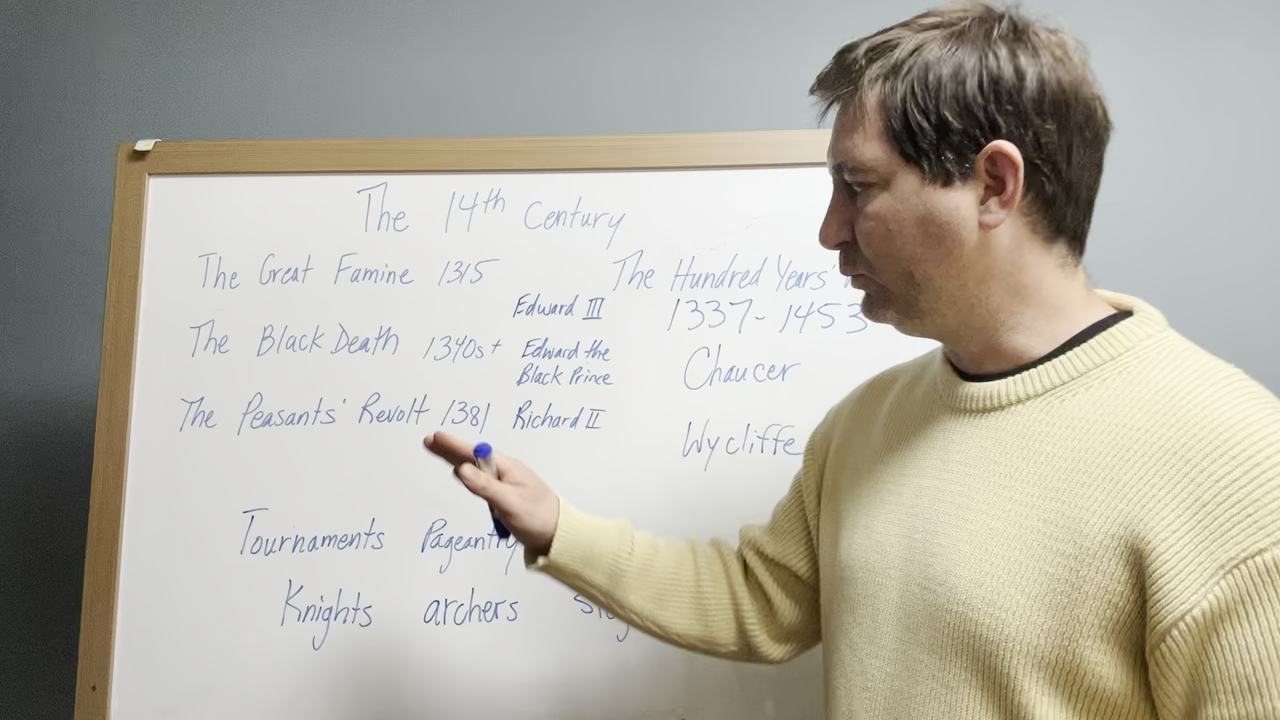 The 14th Century
The Great Famine 1315
The Black Death 1340s+
The Peasants' Revolt 1381
Edward III
Edward the
Black Prince
Richard II
The Hundred Years'
1337-1453
Chaucer
Wycliffe
Tournaments Pageantry
Knights archers